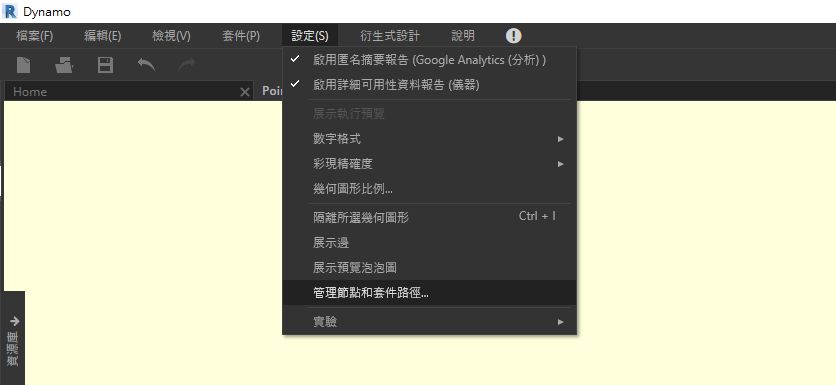 R Dynamo
檔案(F) 編輯(E) 檢視(V) 套件(P) 設定(S) 衍生式設計 說明
Home
Poin
啟用匿名摘要報告 (Google Analytics (分析) )
啟用詳細可用性資料報告 (儀器)
展示執行預覽
數字格式
彩現精確度
幾何圖形比例...
隔離所選幾何圖形 Ctrl + I
展示邊
展示預覽泡泡圖
管理節點和套件路徑...
實驗
資源庫